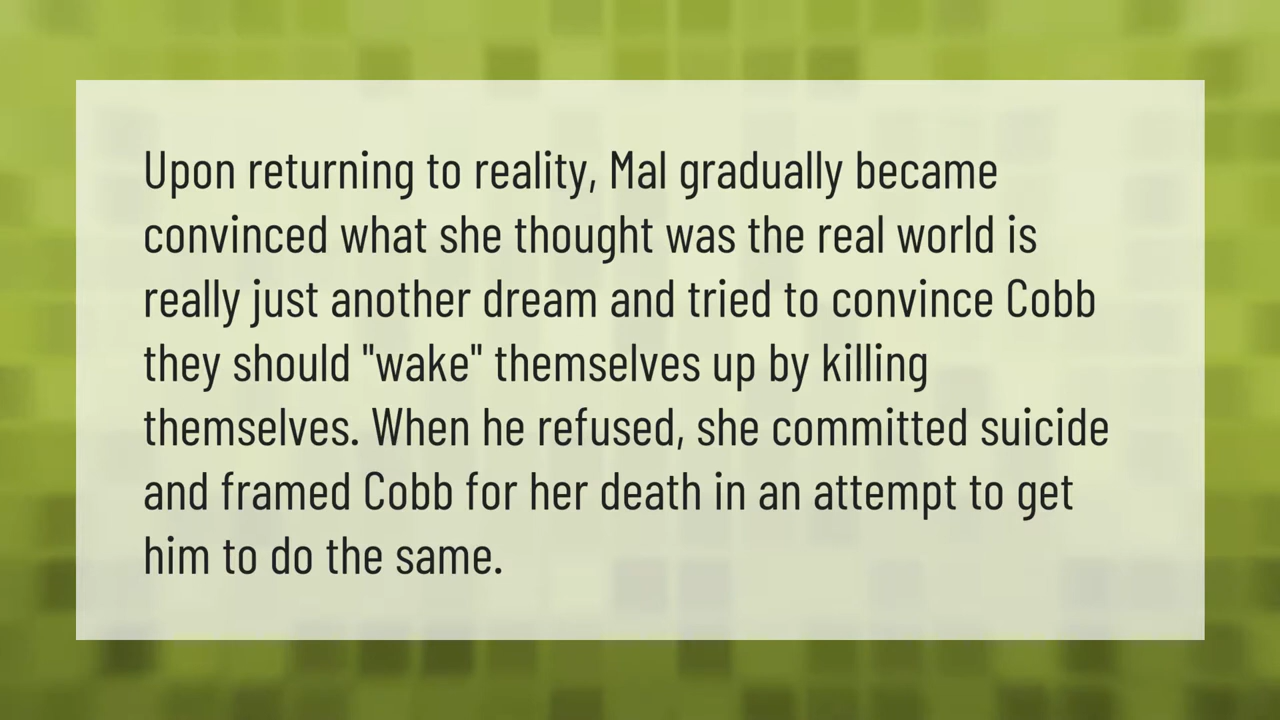 Upon returning to reality, Mal gradually became
convinced what she thought was the real world is
really just another dream and tried to convince Cobb
they should "wake" themselves up by killing
themselves. When he refused, she committed suicide
and framed Cobb for her death in an attempt to get
him to do the same.